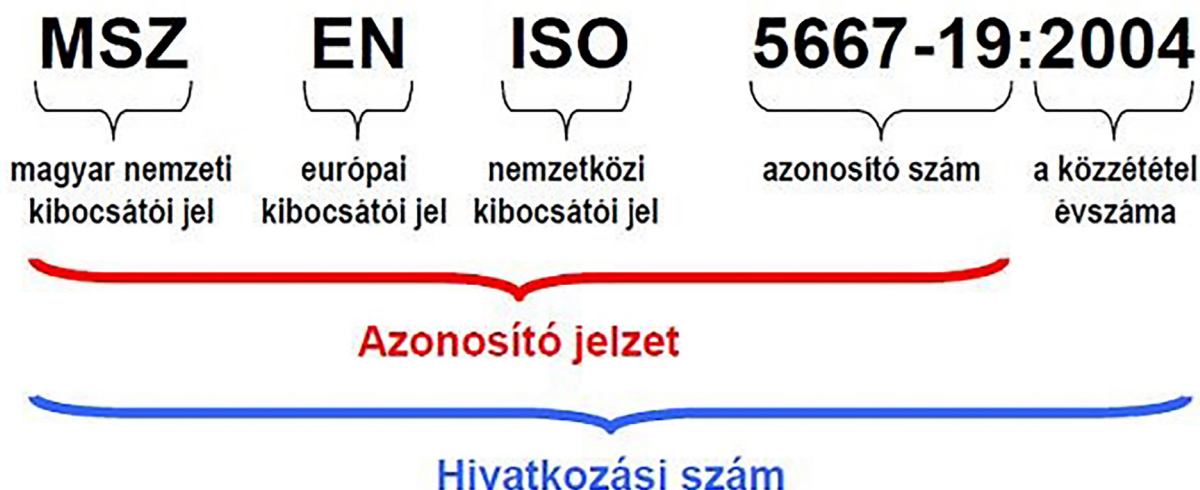 MSZ EN ISO 5667-19:2004
magyar nemzeti európai nemzetközi azonosító szám a közzététel
kibocsátói jel kibocsátói jel kibocsátói jel évszáma
Azonosító jelzet
Hivatkozási szám